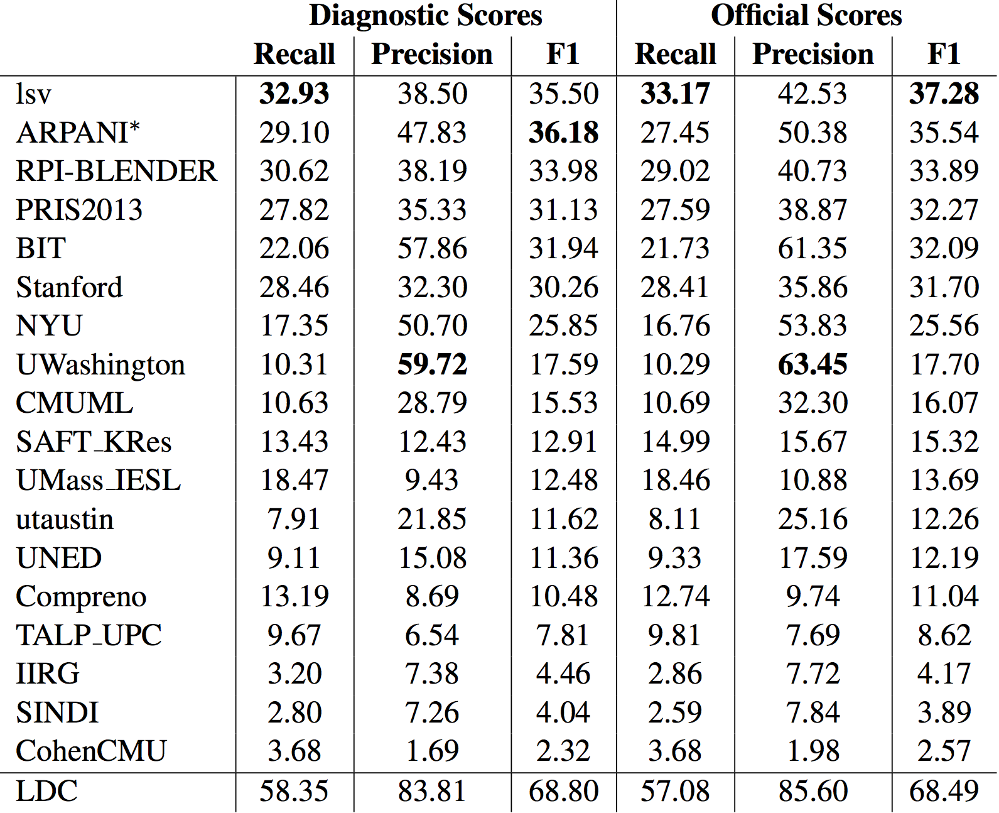 Diagnostic Scores Official Scores
Recall Precision F1 Recall Precision F1
lsv 32.93 38.50 35.50 33.17 42.53 37.28
ARPANI* 29.10 47.83 36.18 27.45 50.38 35.54
RPI-BLENDER 30.62 38.19 33.98 29.02 40.73 33.89
PRIS2013 27.82 35.33 31.13 27.59 38.87 32.27
BIT 22.06 57.86 31.94 21.73 61.35 32.09
Stanford 28.46 32.30 30.26 28.41 35.86 31.70
NYU 17.35 50.70 25.85 16.76 53.83 25.56
UWashington 10.31 59.72 17.59 10.29 63.45 17.70
CMUML 10.63 28.79 15.53 10.69 32.30 16.07
SAFT_KRes 13.43 12.43 12.91 14.99 15.67 15.32
UMass_IESL 18.47 9.43 12.48 18.46 10.88 13.69
utaustin 7.91 21.85 11.62 8.11 25.16 12.26
UNED 9.11 15.08 11.36 9.33 17.59 12.19
Compreno 13.19 8.69 10.48 12.74 9.74 11.04
TALP_UPC 9.67 6.54 7.81 9.81 7.69 8.62
IIRG 3.20 7.38 4.46 2.86 7.72 4.17
SINDI 2.80 7.26 4.04 2.59 7.84 3.89
CohenCMU 3.68 1.69 2.32 3.68 1.98 2.57
LDC 58.35 83.81 68.80 57.08 85.60 68.49